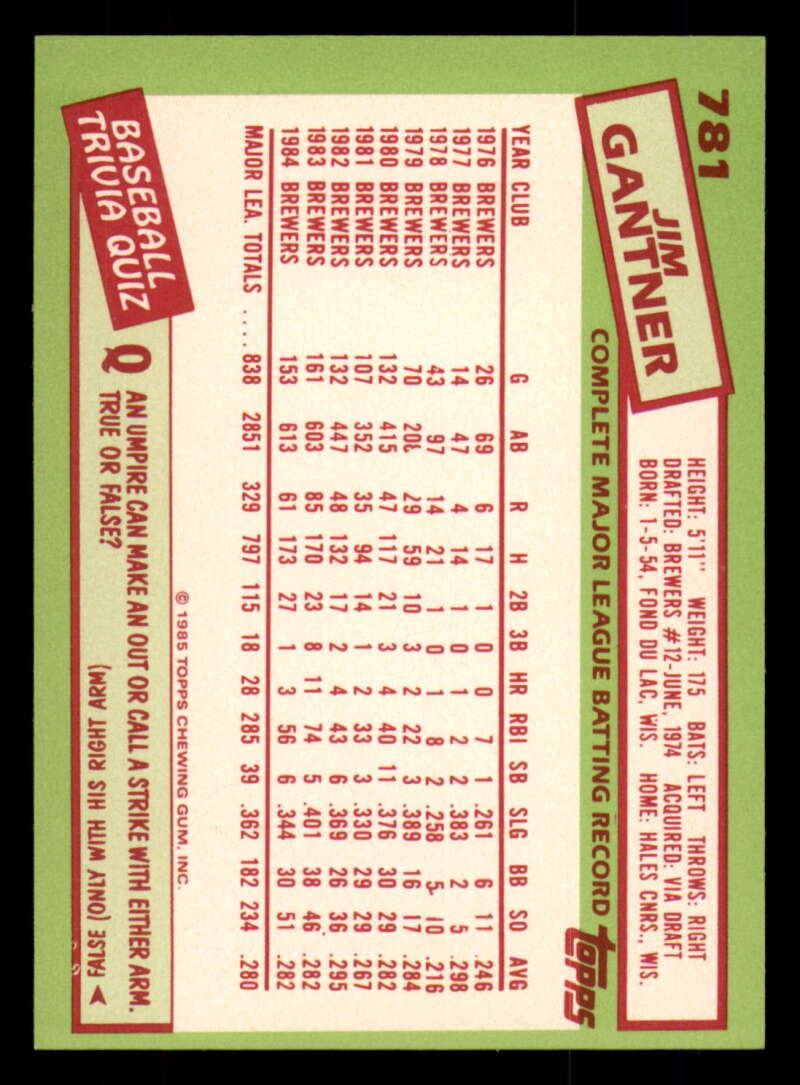 781
JIM
GANTNER
HEIGHT: 5'11" WEIGHT: 175 BATS: LEFT THROWS: RIGHT
DRAFTED: BREWERS #12-JUNE, 1974 ACQUIRED: VIA DRAFT
BORN: 1-5-54, FOND DU LAC, WIS. HOME: HALES CNRS., WIS.
COMPLETE MAJOR LEAGUE BATTING RECORD
topps
YEAR CLUB G AB R H 2B 3B HR RBI SB SLG BB SO AVG
1976 BREWERS 26 69 6 17 1 0 0 7 1 .261 6 11 .246
1977 BREWERS 14 47 4 14 1 0 1 2 2 .383 2 5 .298
1978 BREWERS 43 97 14 21 1 0 1 8 2 .258 5 10 .216
1979 BREWERS 70 208 29 59 10 3 2 22 3 .389 16 17 .284
1980 BREWERS 132 415 47 117 21 3 4 40 11 .376 30 29 .282
1981 BREWERS 107 352 35 94 14 1 2 33 3 .330 29 29 .267
1982 BREWERS 132 447 48 132 17 2 4 43 6 .369 26 36 .295
1983 BREWERS 161 603 85 170 23 8 11 74 5 .401 38 46 .282
1984 BREWERS 153 613 61 173 27 1 3 56 6 .344 30 51 .282
MAJOR LEA. TOTALS .... 838 2851 329 797 115 18 28 285 39 .362 182 234 .280
© 1985 TOPPS CHEWING GUM, INC.
BASEBALL
TRIVIA QUIZ
Q AN UMPIRE CAN MAKE AN OUT OR CALL A STRIKE WITH EITHER ARM.
TRUE OR FALSE?
FALSE (ONLY WITH HIS RIGHT ARM)